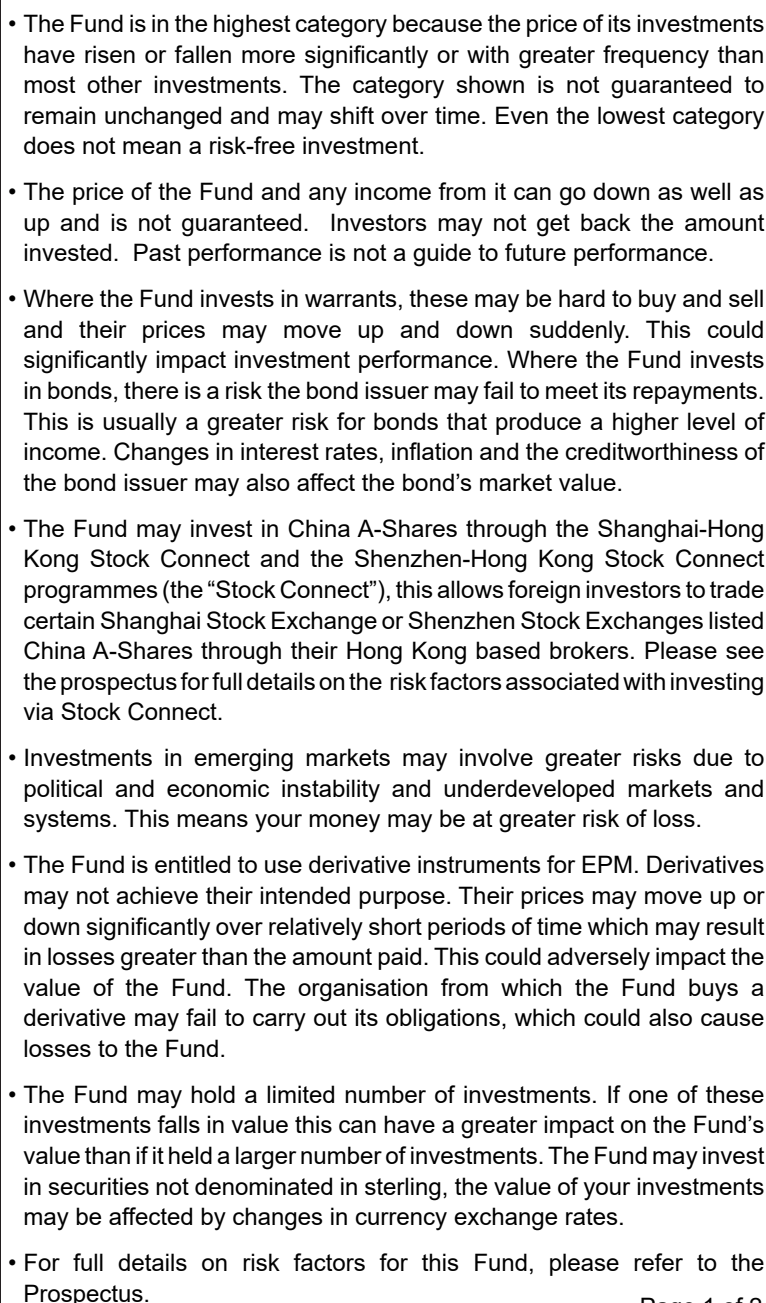 • The Fund is in the highest category because the price of its investments
have risen or fallen more significantly or with greater frequency than
most other investments. The category shown is not guaranteed to
remain unchanged and may shift over time. Even the lowest category
does not mean a risk-free investment.
• The price of the Fund and any income from it can go down as well as
up and is not guaranteed. Investors may not get back the amount
invested. Past performance is not a guide to future performance.
• Where the Fund invests in warrants, these may be hard to buy and sell
and their prices may move up and down suddenly. This could
significantly impact investment performance. Where the Fund invests
in bonds, there is a risk the bond issuer may fail to meet its repayments.
This is usually a greater risk for bonds that produce a higher level of
income. Changes in interest rates, inflation and the creditworthiness of
the bond issuer may also affect the bond’s market value.
• The Fund may invest in China A-Shares through the Shanghai-Hong
Kong Stock Connect and the Shenzhen-Hong Kong Stock Connect
programmes (the “Stock Connect”), this allows foreign investors to trade
certain Shanghai Stock Exchange or Shenzhen Stock Exchanges listed
China A-Shares through their Hong Kong based brokers. Please see
the prospectus for full details on the risk factors associated with investing
via Stock Connect.
• Investments in emerging markets may involve greater risks due to
political and economic instability and underdeveloped markets and
systems. This means your money may be at greater risk of loss.
• The Fund is entitled to use derivative instruments for EPM. Derivatives
may not achieve their intended purpose. Their prices may move up or
down significantly over relatively short periods of time which may result
in losses greater than the amount paid. This could adversely impact the
value of the Fund. The organisation from which the Fund buys a
derivative may fail to carry out its obligations, which could also cause
losses to the Fund.
• The Fund may hold a limited number of investments. If one of these
investments falls in value this can have a greater impact on the Fund’s
value than if it held a larger number of investments. The Fund may invest
in securities not denominated in sterling, the value of your investments
may be affected by changes in currency exchange rates.
• For full details on risk factors for this Fund, please refer to the
Prospectus.